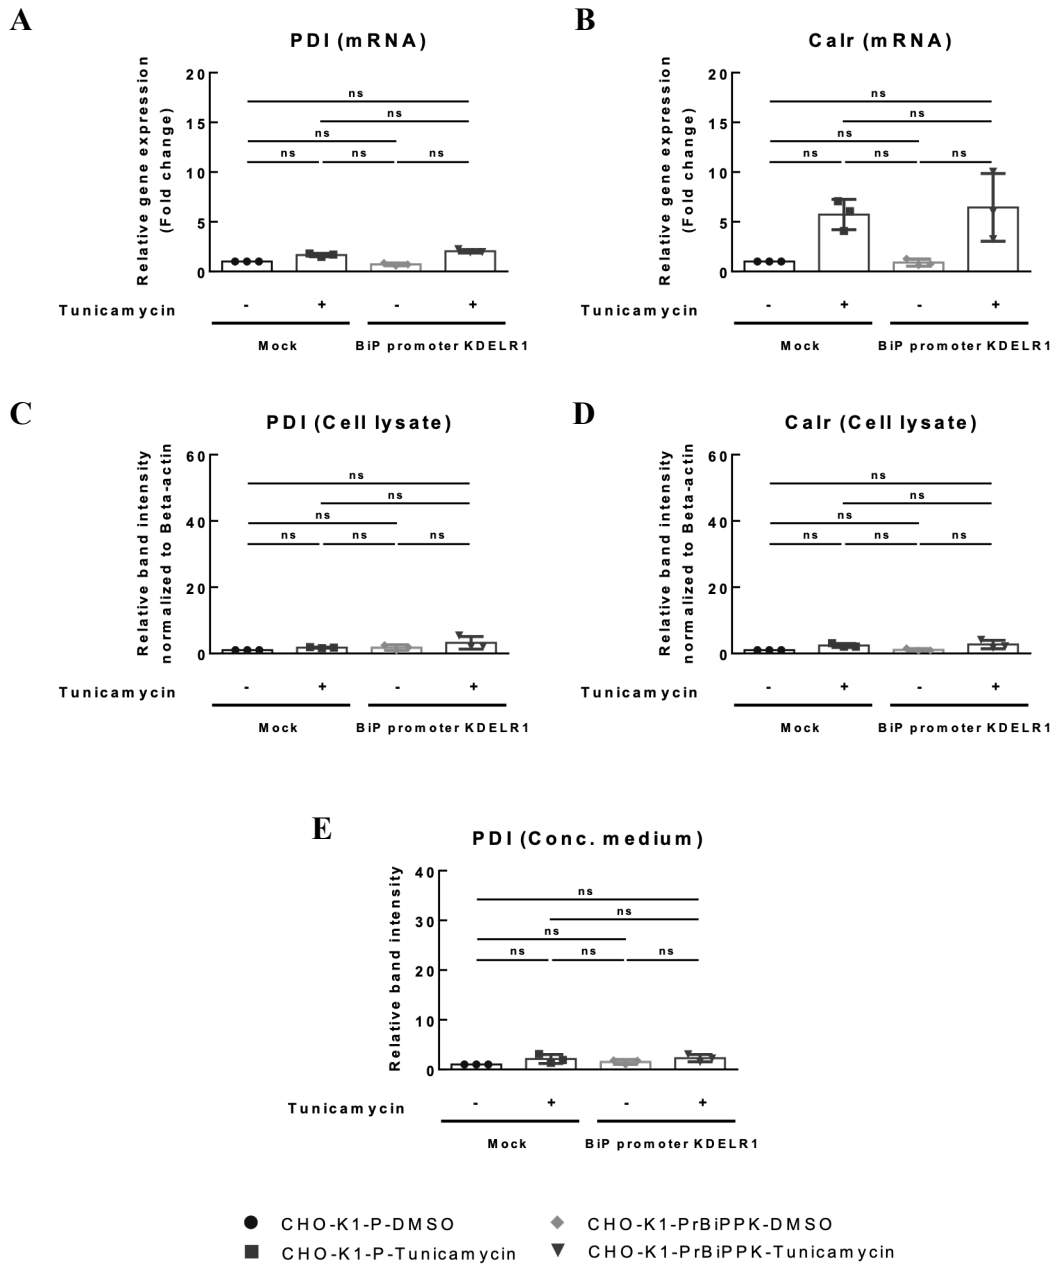 A
B
PDI (mRNA)
Calr (mRNA)
Relative gene expression
(Fold change)
20
15
10
5
0
ns
ns
ns
ns
ns
ns
Tunicamycin
-
+
-
+
Mock
BiP promoter KDELR1
Relative gene expression
(Fold change)
20
15
10
5
0
ns
ns
ns
ns
ns
ns
Tunicamycin
-
+
-
+
Mock
BiP promoter KDELR1
C
D
PDI (Cell lysate)
Calr (Cell lysate)
Relative band intensity
normalized to Beta-actin
60
40
20
0
ns
ns
ns
ns
ns
ns
Tunicamycin
-
+
-
+
Mock
BiP promoter KDELR1
Relative band intensity
normalized to Beta-actin
60
40
20
0
ns
ns
ns
ns
ns
ns
Tunicamycin
-
+
-
+
Mock
BiP promoter KDELR1
E
PDI (Conc. medium)
Relative band intensity
40
30
20
10
0
ns
ns
ns
ns
ns
ns
Tunicamycin
-
+
-
+
Mock
BiP promoter KDELR1
CHO-K1-P-DMSO
CHO-K1-PrBiPPK-DMSO
CHO-K1-P-Tunicamycin
CHO-K1-PrBiPPK-Tunicamycin